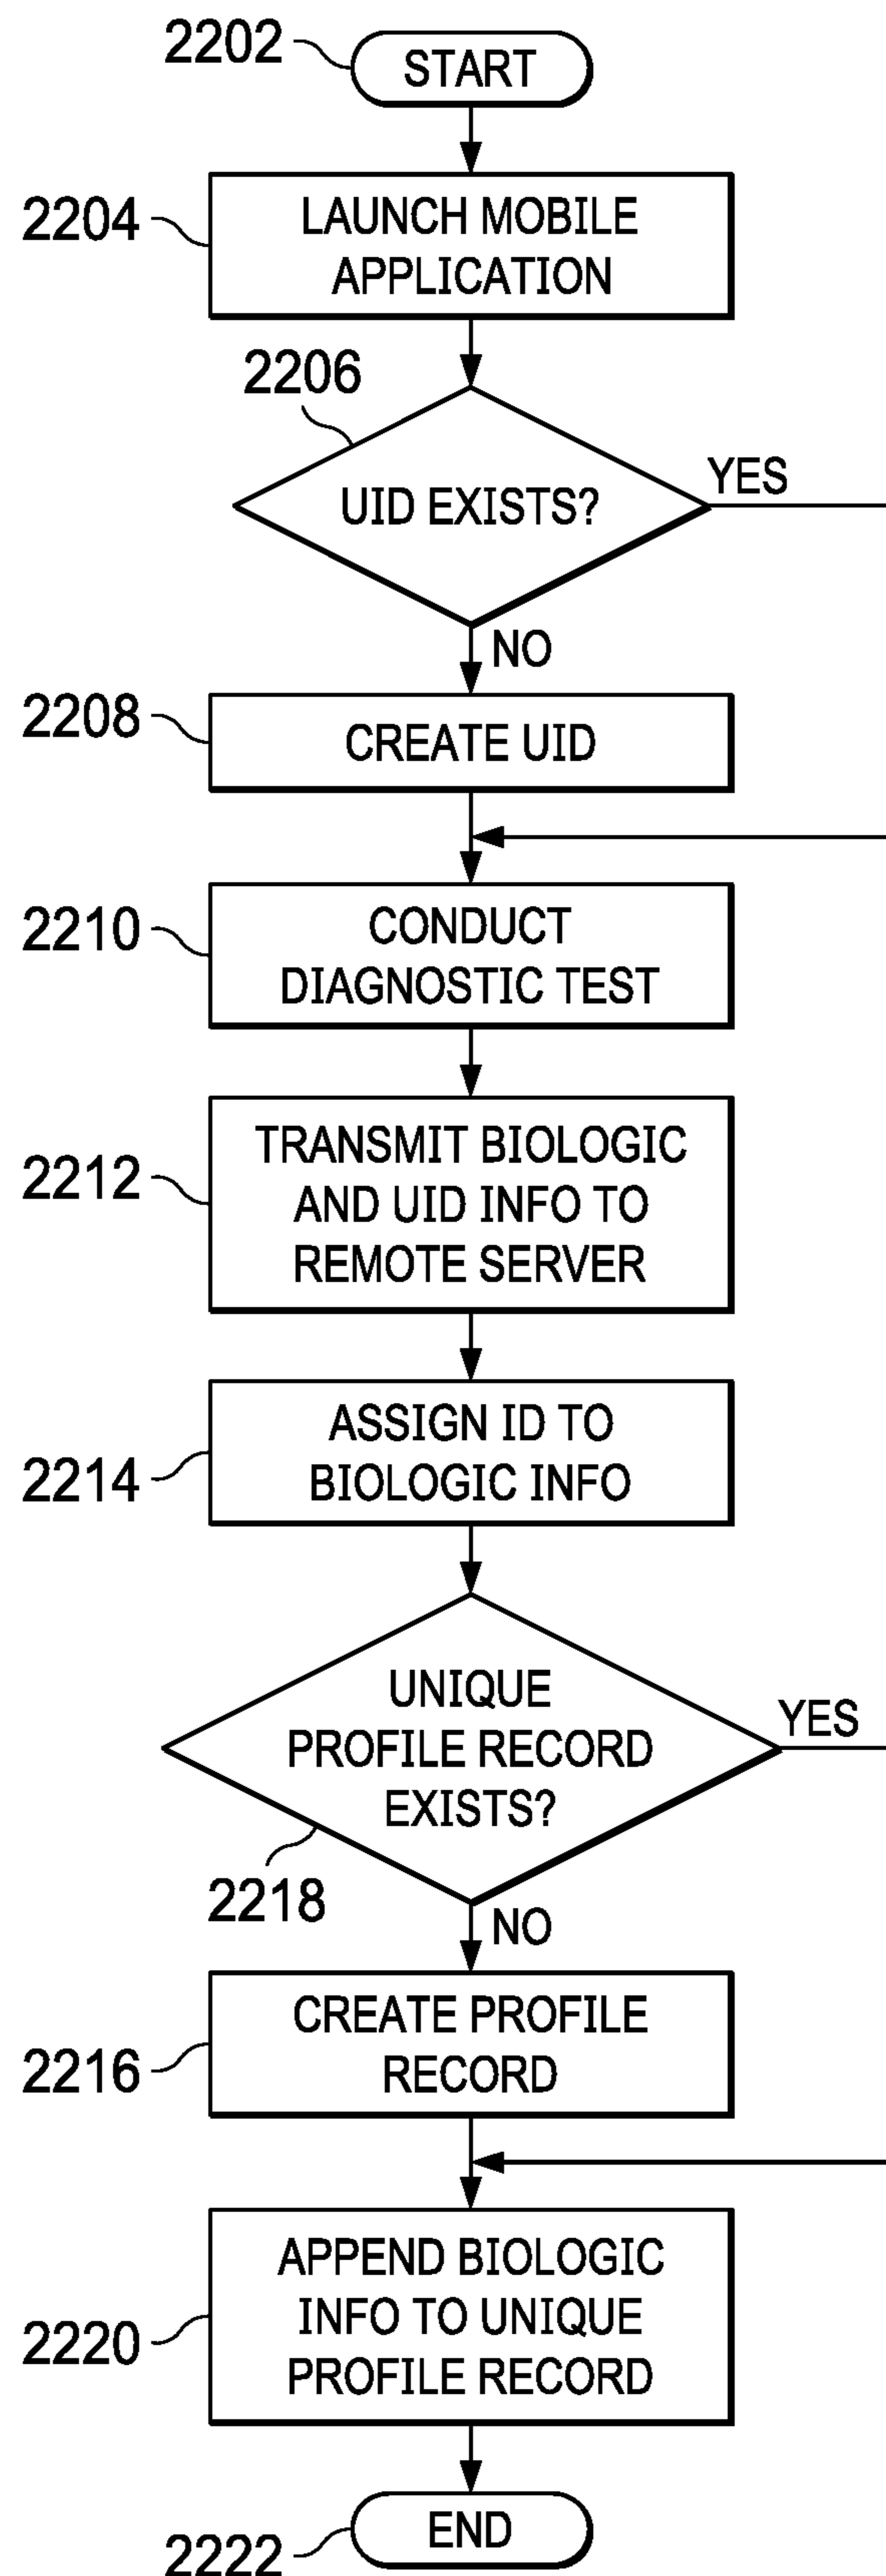 2202
START
2204
LAUNCH MOBILE
APPLICATION
2206
UID EXISTS?
YES
NO
2208
CREATE UID
2210
CONDUCT
DIAGNOSTIC TEST
2212
TRANSMIT BIOLOGIC
AND UID INFO TO
REMOTE SERVER
2214
ASSIGN ID TO
BIOLOGIC INFO
UNIQUE
PROFILE RECORD
EXISTS?
YES
2218
NO
2216
CREATE PROFILE
RECORD
2220
APPEND BIOLOGIC
INFO TO UNIQUE
PROFILE RECORD
2222
END